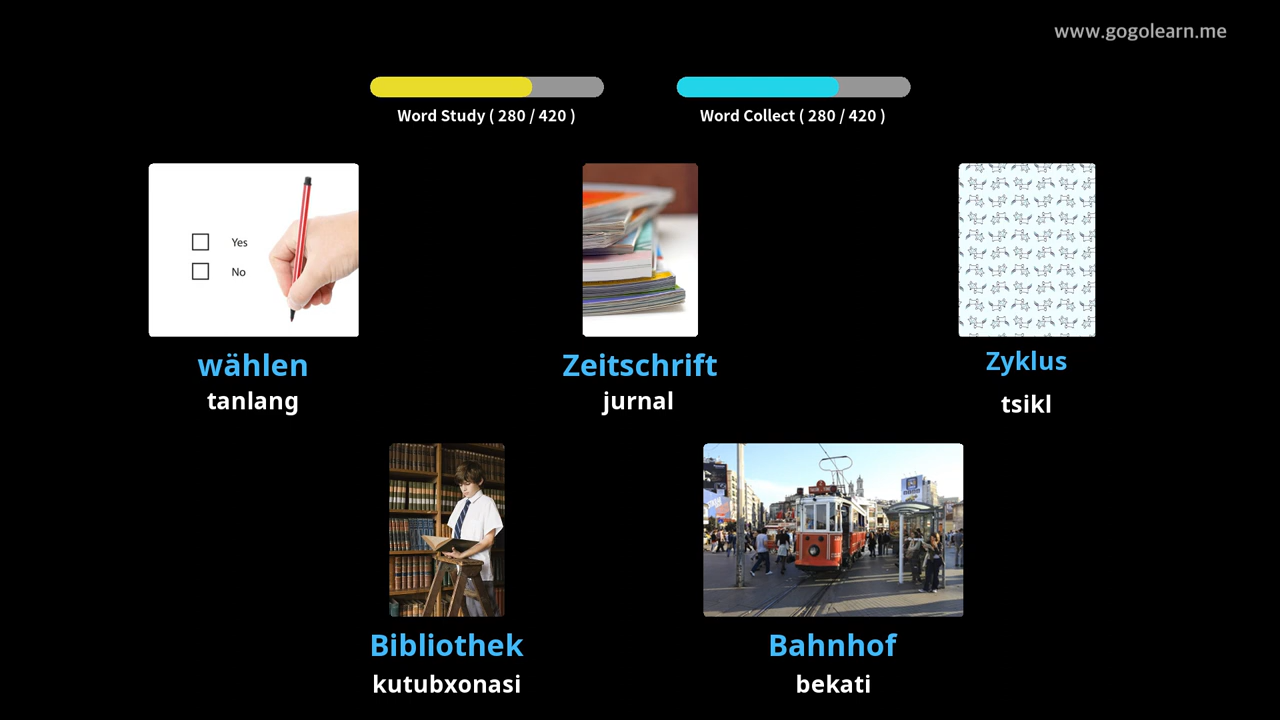 www.gogolearn.me
Word Study ( 280 / 420 )
Word Collect ( 280 / 420 )
Yes
No
wählen
tanlang
Zeitschrift
jurnal
Zyklus
tsikl
Bibliothek
kutubxonasi
Bahnhof
bekati